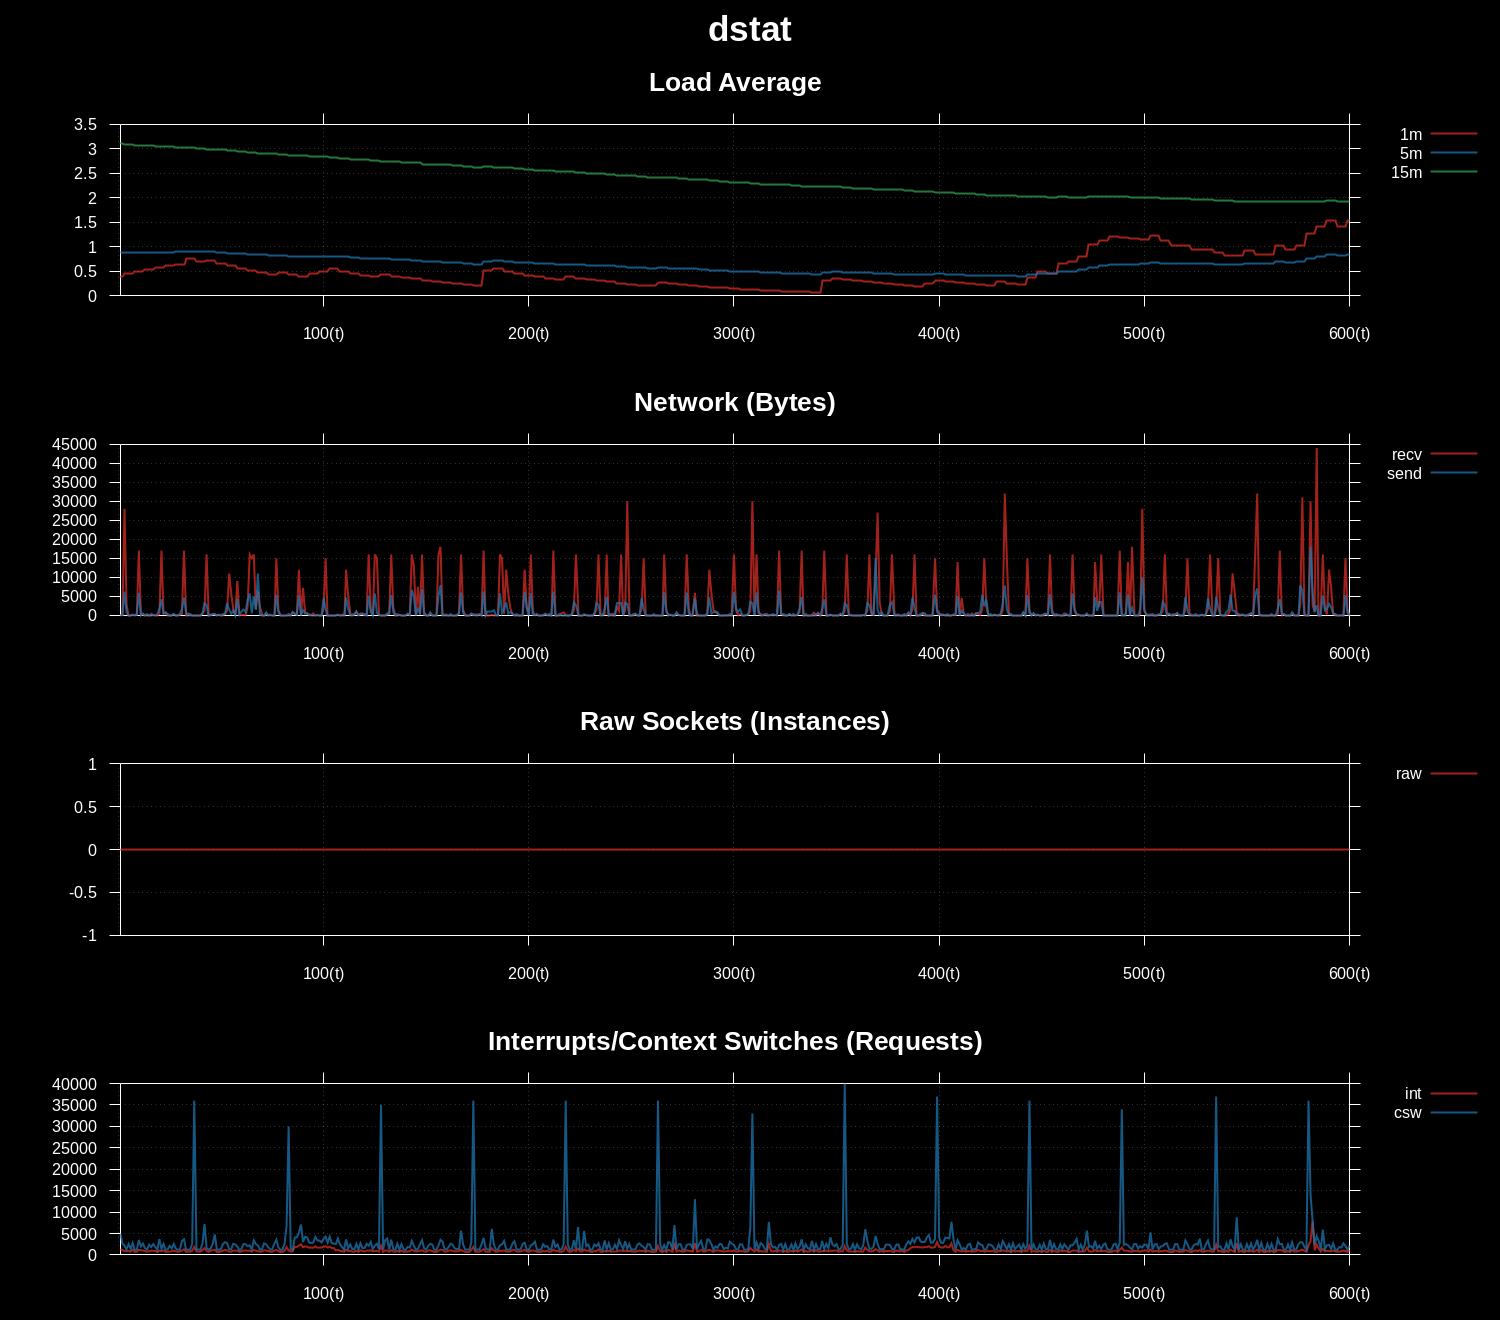 dstat
Load Average
3.5
3
2.5
2
1.5
1
0.5
0
100(t) 200(t) 300(t) 400(t) 500(t) 600(t)
1m
5m
15m
Network (Bytes)
45000
40000
35000
30000
25000
20000
15000
10000
5000
0
100(t) 200(t) 300(t) 400(t) 500(t) 600(t)
recv
send
Raw Sockets (Instances)
1
0.5
0
-0.5
-1
100(t) 200(t) 300(t) 400(t) 500(t) 600(t)
raw
Interrupts/Context Switches (Requests)
40000
35000
30000
25000
20000
15000
10000
5000
0
100(t) 200(t) 300(t) 400(t) 500(t) 600(t)
int
csw